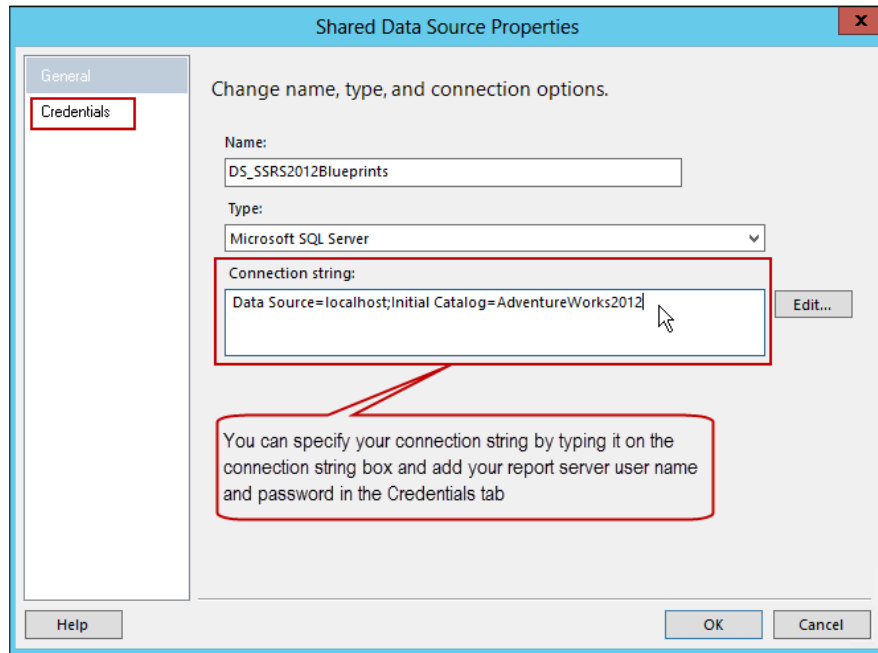 Shared Data Source Properties
x
General
Credentials
Change name, type, and connection options.
Name:
DS_SSRS2012Blueprints
Type:
Microsoft SQL Server
Connection string:
Data Source=localhost;Initial Catalog=AdventureWorks2012
Edit...
You can specify your connection string by typing it on the
connection string box and add your report server user name
and password in the Credentials tab
Help
OK
Cancel